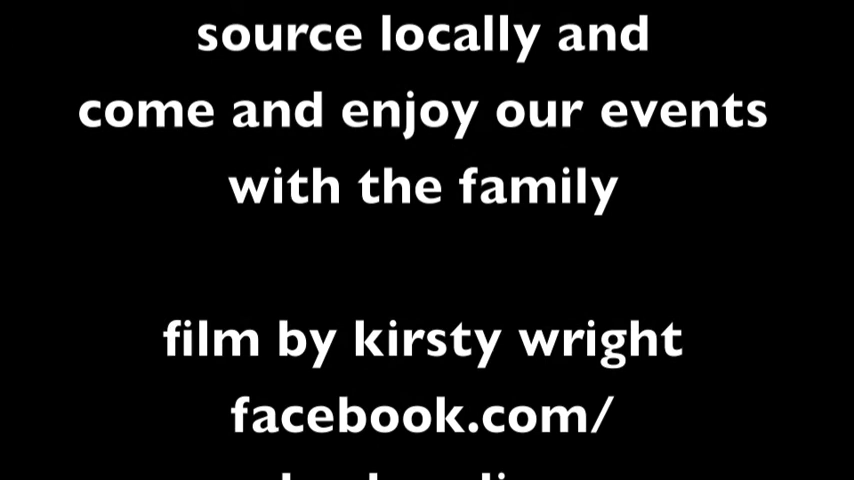 source locally and
come and enjoy our events
with the family
film by kirsty wright
facebook.com/